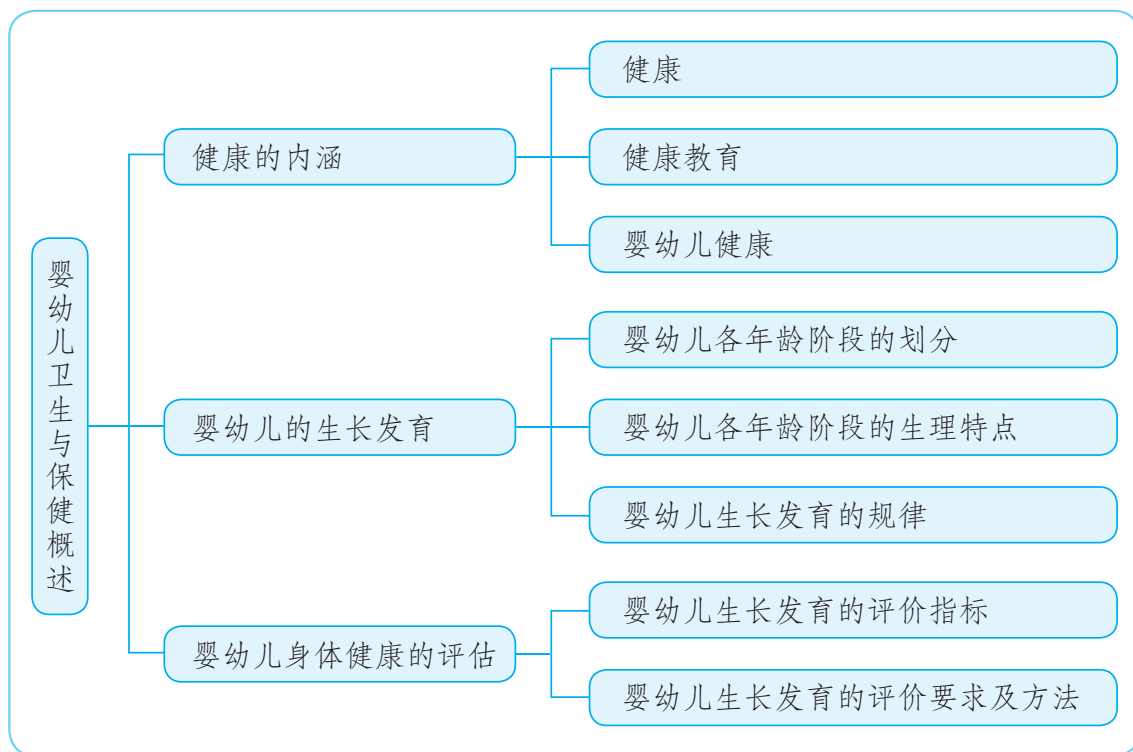 婴幼儿卫生与保健概述
健康的内涵
健康
健康教育
婴幼儿健康
婴幼儿的生长发育
婴幼儿各年龄阶段的划分
婴幼儿各年龄阶段的生理特点
婴幼儿生长发育的规律
婴幼儿身体健康的评估
婴幼儿生长发育的评价指标
婴幼儿生长发育的评价要求及方法